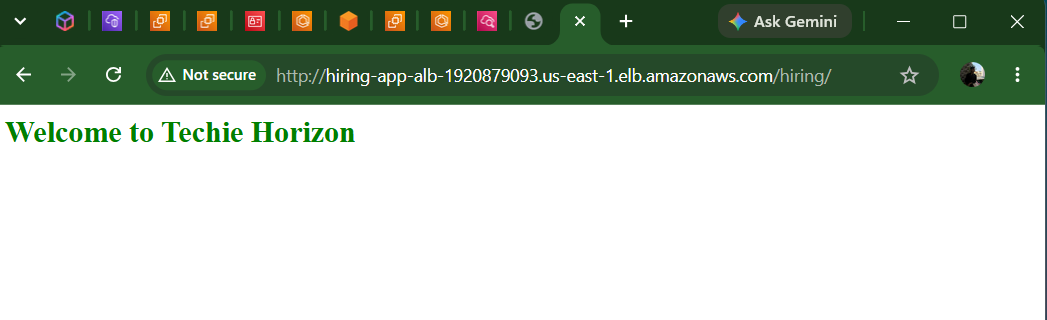 Ask Gemini
Not secure
http://hiring-app-alb-1920879093.us-east-1.elb.amazonaws.com/hiring/
Welcome to Techie Horizon